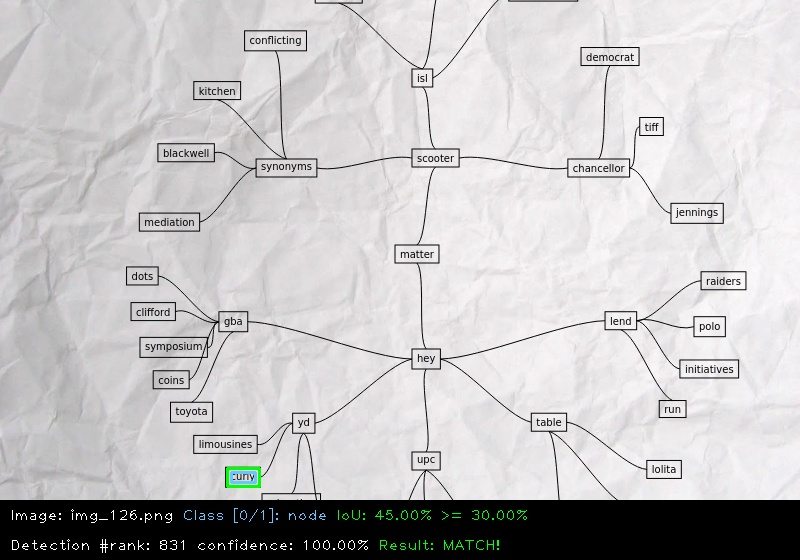 conflicting
democrat
isl
kitchen
tiff
blackwell
scooter
synonyms
chancellor
jennings
mediation
matter
dots
raiders
clifford
gba
lend
polo
symposium
hey
initiatives
coins
toyota
run
yd
table
limousines
upc
lolita
curly
Image: img_126.png Class [0/1]: node IoU: 45.00% >= 30.00%
Detection #rank: 831 confidence: 100.00% Result: MATCH!